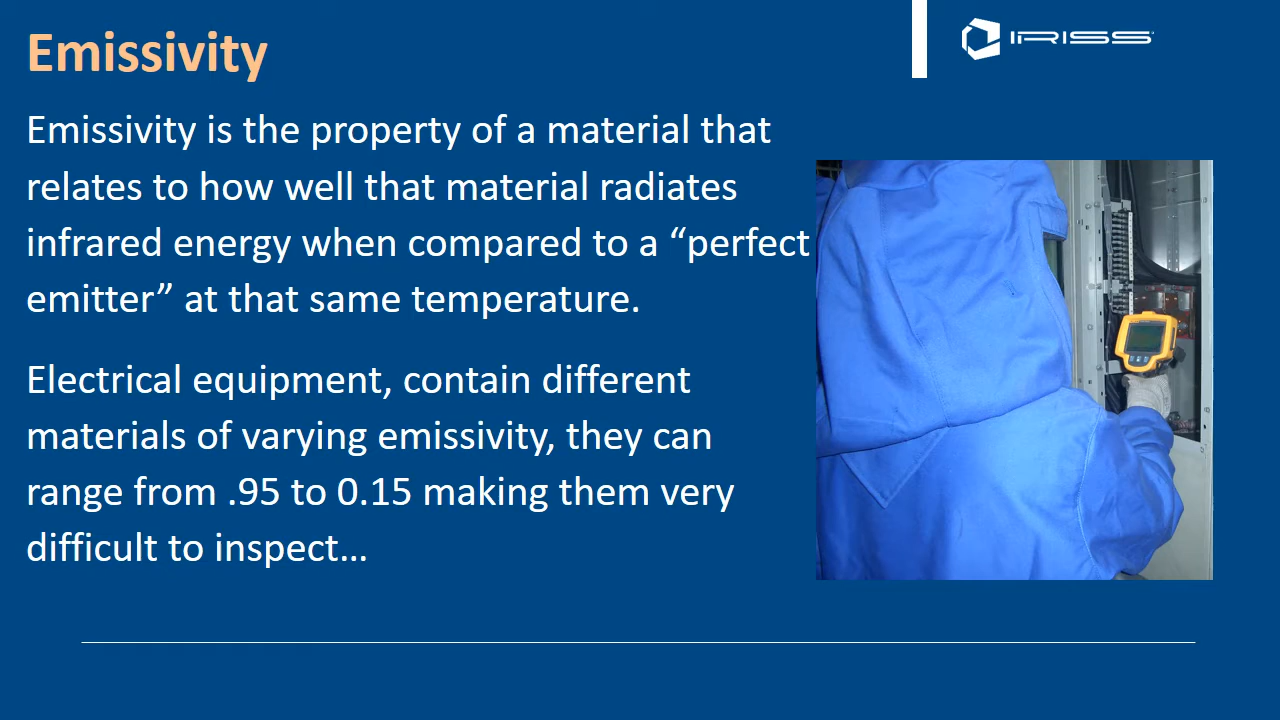 Emissivity
IRISS
Emissivity is the property of a material that
relates to how well that material radiates
infrared energy when compared to a “perfect
emitter” at that same temperature.
Electrical equipment, contain different
materials of varying emissivity, they can
range from .95 to 0.15 making them very
difficult to inspect…